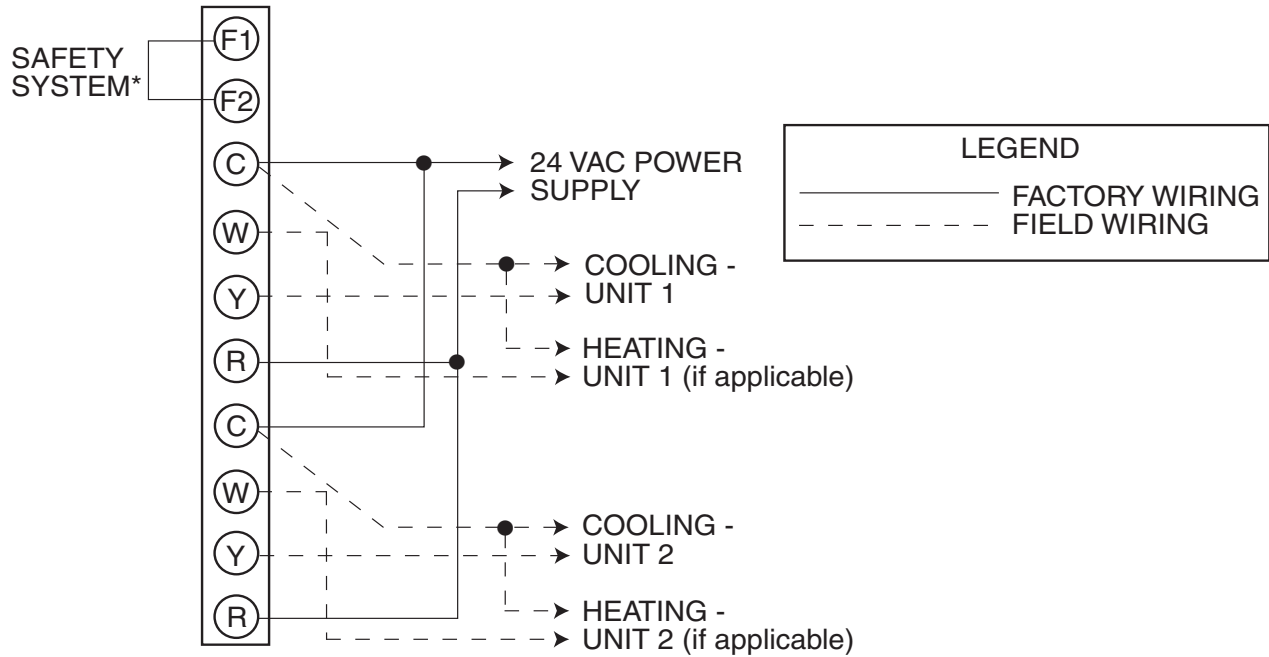 SAFETY
SYSTEM*
F1
F2
C
W
Y
R
C
W
Y
R
24 VAC POWER
SUPPLY
COOLING -
UNIT 1
HEATING -
UNIT 1 (if applicable)
COOLING -
UNIT 2
HEATING -
UNIT 2 (if applicable)
LEGEND
FACTORY WIRING
FIELD WIRING